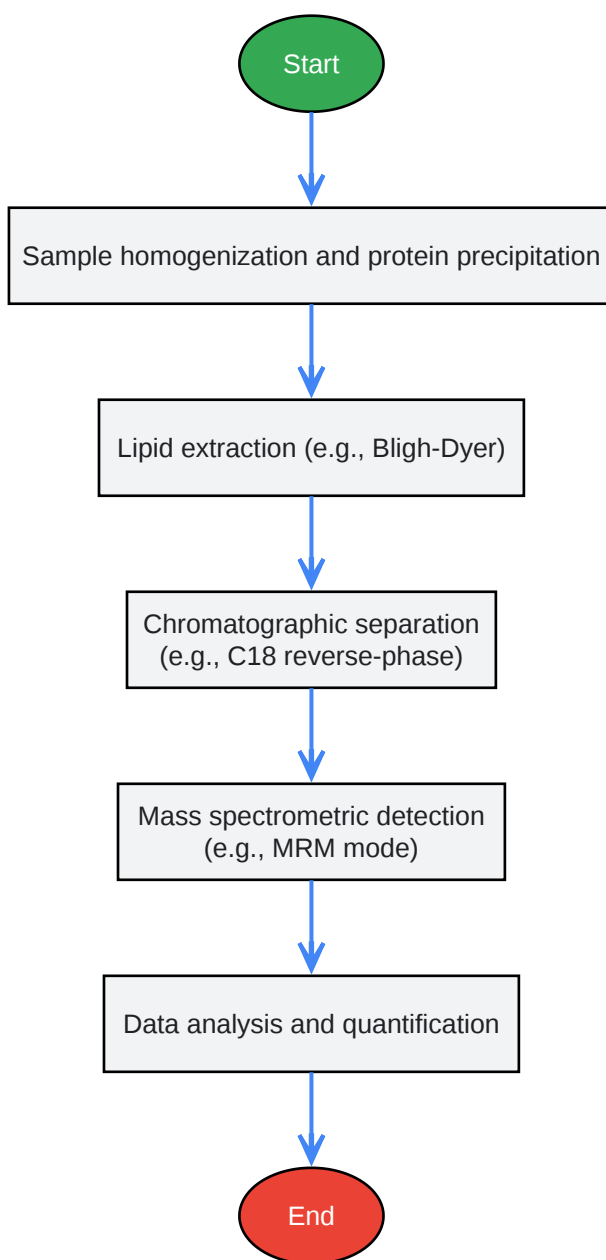 Start
Sample homogenization and protein precipitation
Lipid extraction (e.g., Bligh-Dyer)
Chromatographic separation
(e.g., C18 reverse-phase)
Mass spectrometric detection
(e.g., MRM mode)
Data analysis and quantification
End